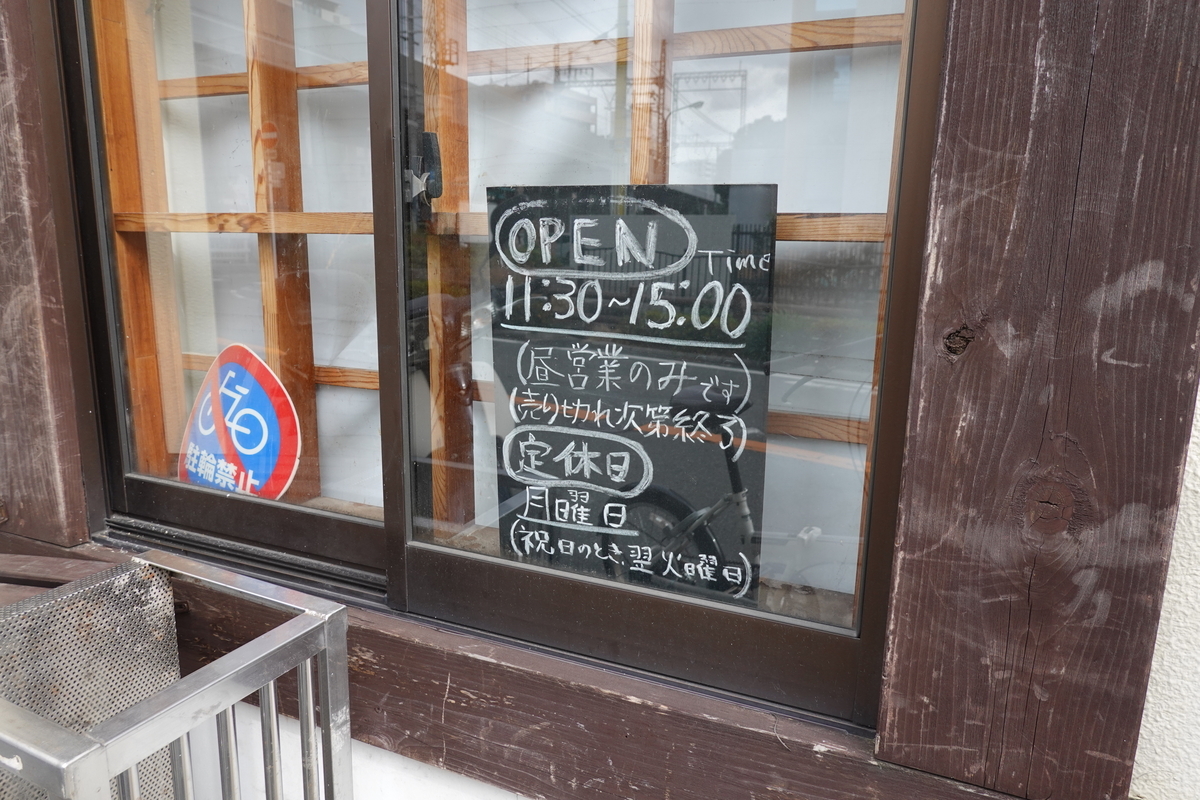 OPEN Time
11:30~15:00
(昼営業のみです)
(売り切れ次第終了)
定休日
月曜日
(祝日のとき翌火曜日)
駐輪禁止